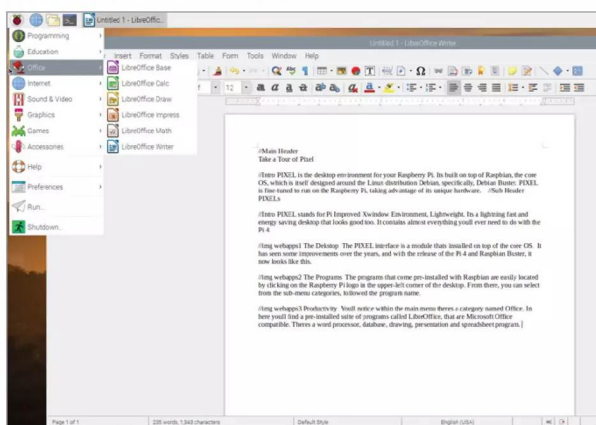 Untitled 1 - LibreOffic...
Untitled 1 - LibreOffice Writer
Insert Format Styles Table Form Tools Window Help
Programming
Education
Office
Internet
Sound & Video
Graphics
Games
Accessories
Help
Preferences
Run...
Shutdown...
LibreOffice Base
LibreOffice Calc
LibreOffice Draw
LibreOffice Impress
LibreOffice Math
LibreOffice Writer
12
//Main Header
Take a Tour of Pixel
//Intro PIXEL is the desktop environment for your Raspberry Pi. Its built on top of Raspbian, the core
OS, which is itself designed around the Linux distribution Debian, specifically, Debian Buster. PIXEL
is fine tuned to run on the Raspberry Pi, taking advantage of its unique hardware. //Sub Header
PIXELs
//Intro PIXEL stands for Pi Improved Xwindow Environment, Lightweight. Its a lightning fast and
energy saving desktop that looks good too. It contains almost everything youll ever need to do with the
Pi 4.
//img webapps1 The Dekstop The PIXEL interface is a module thats installed on top of the core OS. It
has seen some improvements over the years, and with the release of the Pi 4 and Raspbian Buster, it
now looks like this.
//img webapps2 The Programs The programs that come pre-installed with Raspbian are easily located
by clicking on the Raspberry Pi logo in the upper-left corner of the desktop. From there, you can select
from the sub-menu categories, followed the program name.
//img webapps3 Productivity Youll notice within the main menu theres a category named Office. In
here youll find a pre-installed suite of programs called LibreOffice, that are Microsoft Office
compatible. Theres a word processor, database, drawing, presentation and spreadsheet program.
Page 1 of 1
235 words, 1,343 characters
Default Style
English (USA)